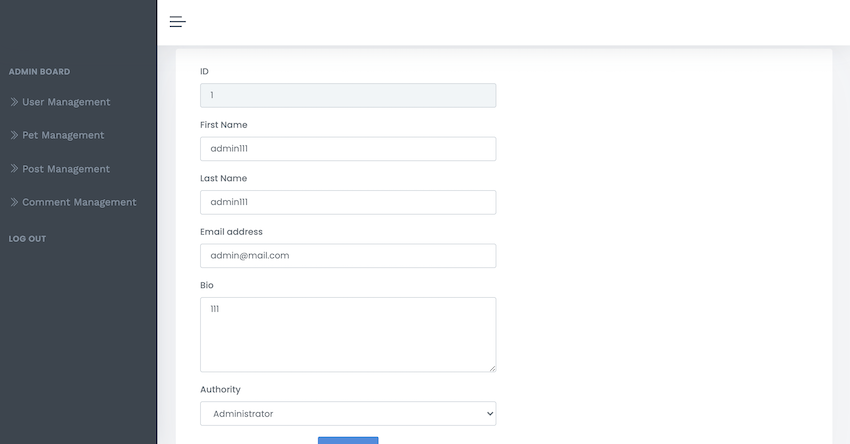 ADMIN BOARD
User Management
Pet Management
Post Management
Comment Management
LOG OUT
ID
1
First Name
admin111
Last Name
admin111
Email address
admin@mail.com
Bio
111
Authority
Administrator